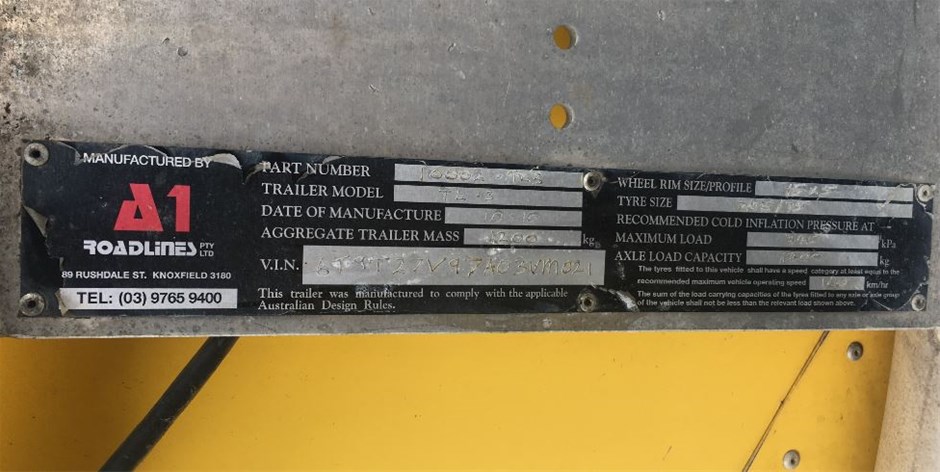 MANUFACTURED BY
A1
ROADLINES PTY LTD
89 RUSHDALE ST. KNOXFIELD 3180
TEL: (03) 9765 9400
PART NUMBER
TRAILER MODEL
DATE OF MANUFACTURE
AGGREGATE TRAILER MASS 1200 kg
V.I.N.
This trailer was manufactured to comply with the applicable
Australian Design Rules.
WHEEL RIM SIZE/PROFILE
TYRE SIZE
RECOMMENDED COLD INFLATION PRESSURE AT
MAXIMUM LOAD kPa
AXLE LOAD CAPACITY kg
The tyres fitted to this vehicle shall have a speed category at least equal to the
recommended maximum vehicle operating speed km/hr
The sum of the load carrying capacities of the tyres fitted to any axle or axle group
of the vehicle shall not be less than the relevant load shown above.